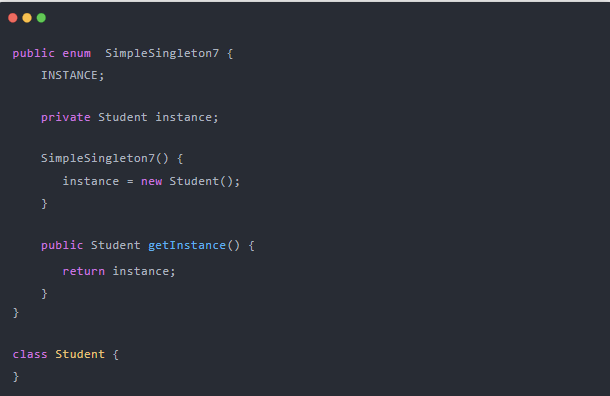 public enum  SimpleSingleton7 {
    INSTANCE;

    private Student instance;

    SimpleSingleton7() {
       instance = new Student();
    }

    public Student getInstance() {
       return instance;
    }
}

class Student {
}